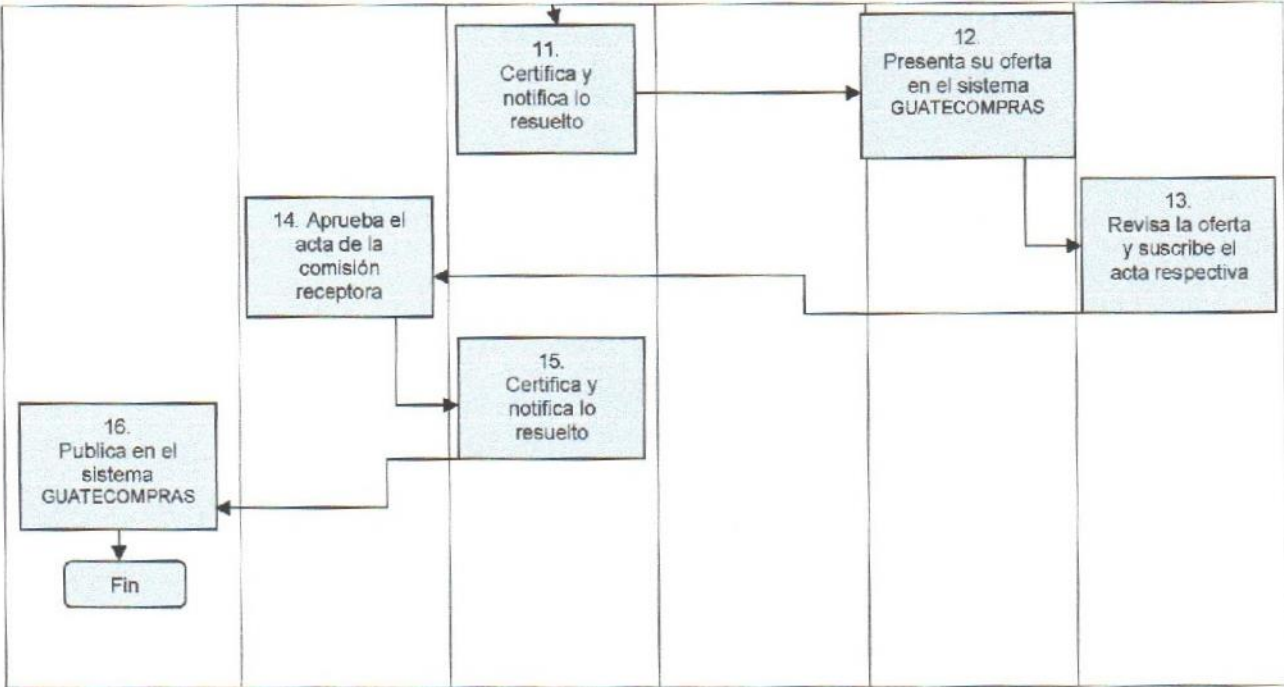 11.
Certifica y
notifica lo
resuelto
12.
Presenta su oferta
en el sistema
GUATECOMPRAS
13.
Revisa la oferta
y suscribe el
acta respectiva
14. Aprueba el
acta de la
comisión
receptora
15.
Certifica y
notifica lo
resuelto
16.
Publica en el
sistema
GUATECOMPRAS
Fin